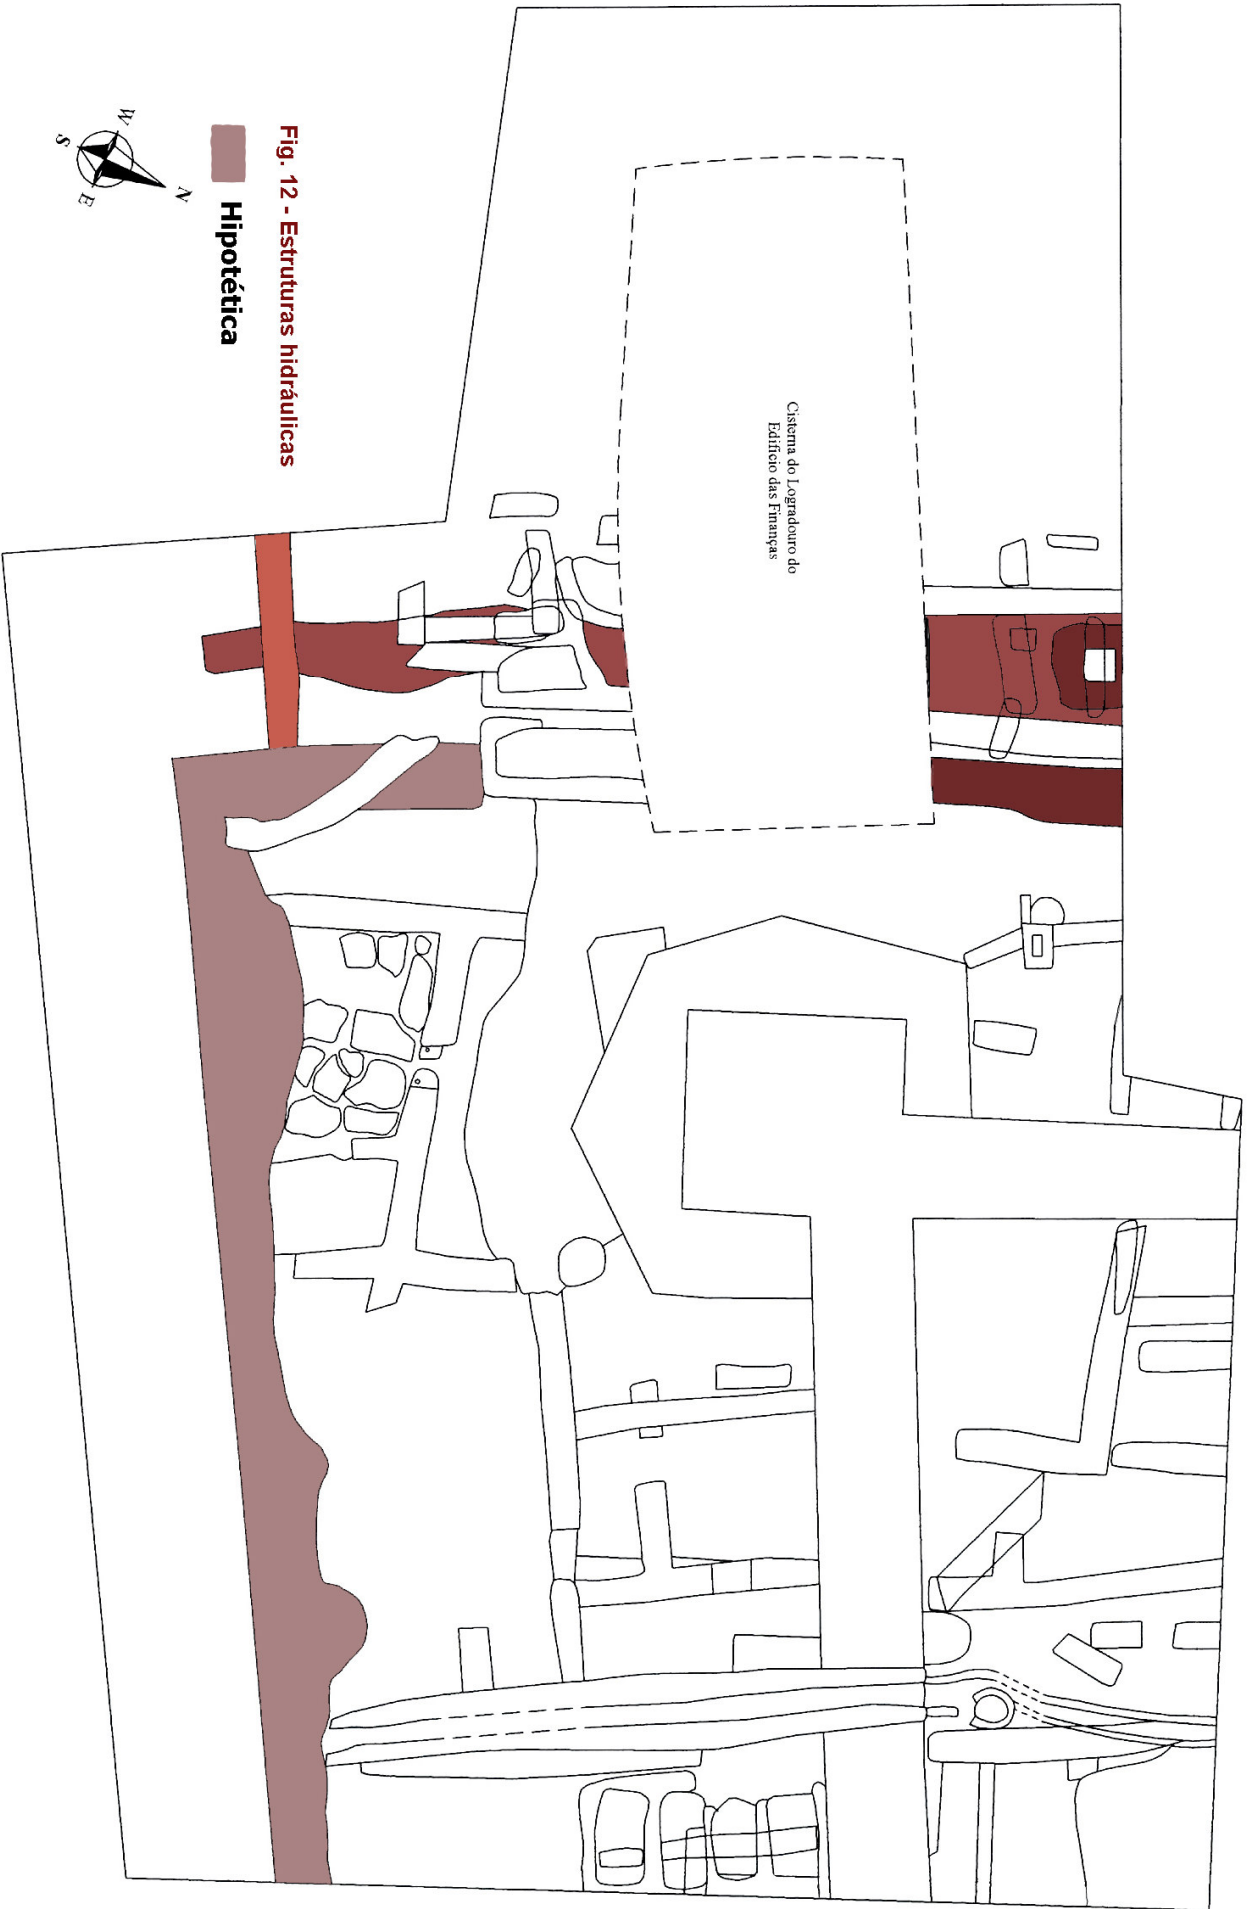 Fig. 12 - Estruturas hidráulicas
Hipotética
N
W
E
S
Cisterna do Logradouro do
Edifício das Finanças